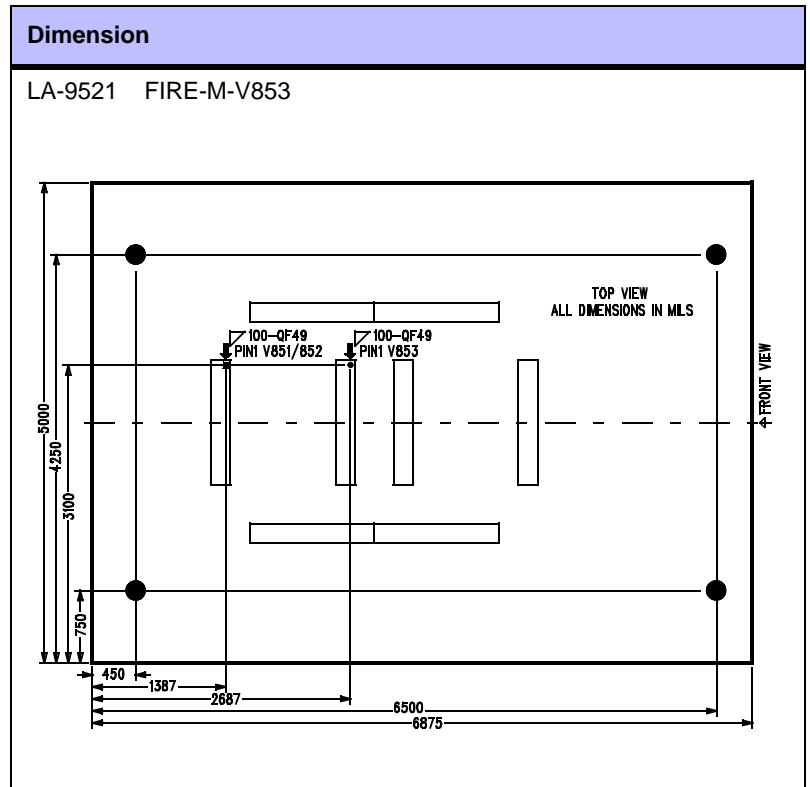 Dimension
LA-9521 FIRE-M-V853
TOP VIEW
ALL DIMENSIONS IN MILS
100-QF49
PIN1 V851/852
100-QF49
PIN1 V853
FRONT VIEW
5000
4250
3100
750
450
1387
2687
6500
6875